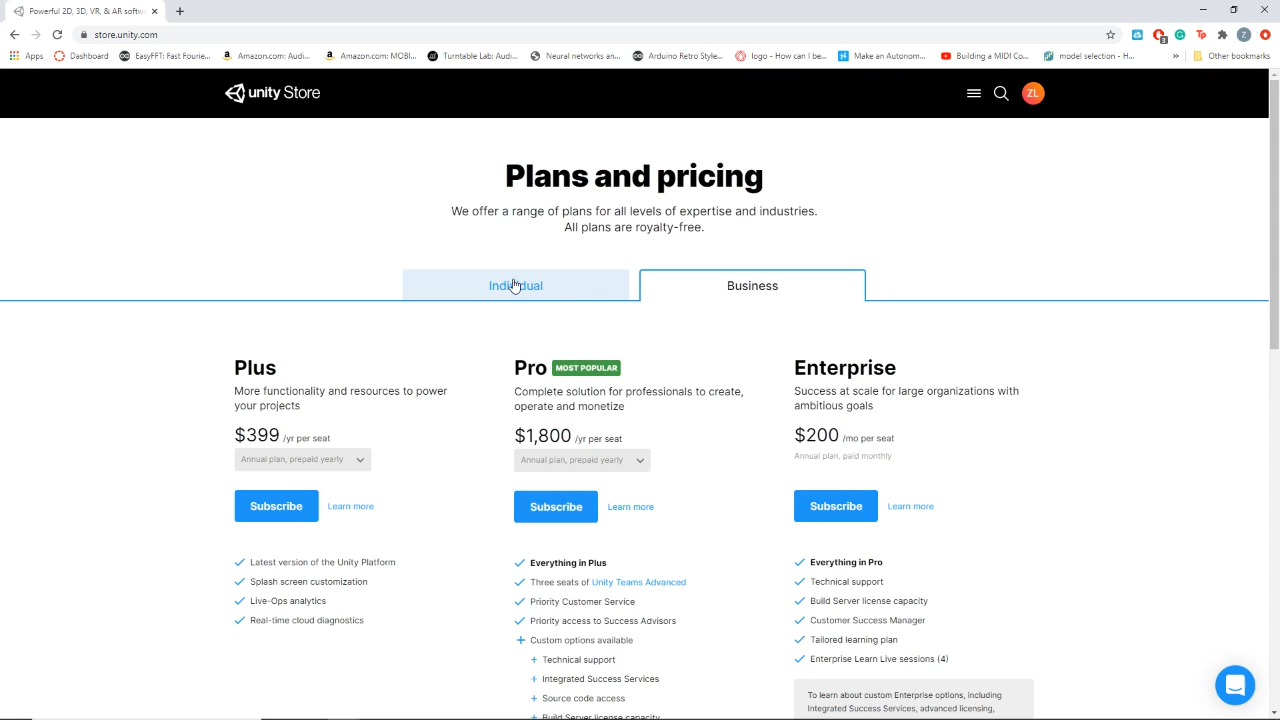 Powerful 2D, 3D, VR, & AR softw
store.unity.com
Apps
Dashboard
EasyFFT: Fast Fourie...
Amazon.com: Audi...
Amazon.com: MOBI...
Turntable Lab: Audi...
Neural networks an...
Arduino Retro Style...
logo - How can I be...
Make an Autonom...
Building a MIDI Co...
model selection - H...
»
Other bookmarks
unity Store
ZL
Plans and pricing
We offer a range of plans for all levels of expertise and industries.
All plans are royalty-free.
Individual
Business
Plus
More functionality and resources to power
your projects
$399 /yr per seat
Annual plan, prepaid yearly
Subscribe
Learn more
Latest version of the Unity Platform
Splash screen customization
Live-Ops analytics
Real-time cloud diagnostics
Pro MOST POPULAR
Complete solution for professionals to create,
operate and monetize
$1,800 /yr per seat
Annual plan, prepaid yearly
Subscribe
Learn more
Everything in Plus
Three seats of Unity Teams Advanced
Priority Customer Service
Priority access to Success Advisors
Custom options available
Technical support
Integrated Success Services
Source code access
Build Server license capacity
Enterprise
Success at scale for large organizations with
ambitious goals
$200 /mo per seat
Annual plan, paid monthly
Subscribe
Learn more
Everything in Pro
Technical support
Build Server license capacity
Customer Success Manager
Tailored learning plan
Enterprise Learn Live sessions (4)
To learn about custom Enterprise options, including
Integrated Success Services, advanced licensing,